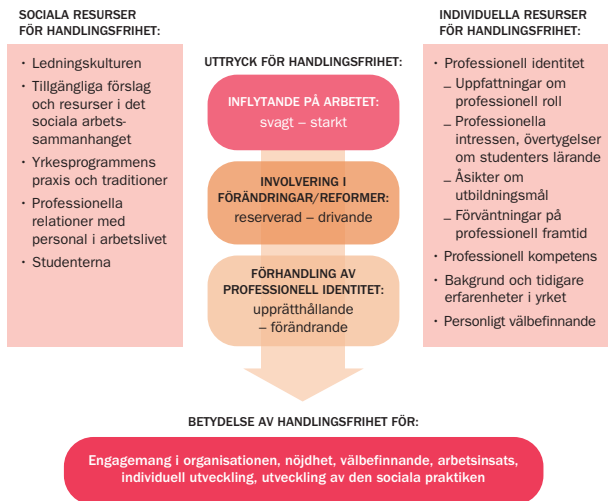 SOCIALA RESURSER
FÖR HANDLINGSFRIHET:
· Ledningskulturen
· Tillgängliga förslag
och resurser i det
sociala arbets-
sammanhanget
· Yrkesprogrammens
praxis och traditioner
· Professionella
relationer med
personal i arbetslivet
· Studenterna
UTTRYCK FÖR HANDLINGSFRIHET:
INFLYTANDE PÅ ARBETET:
svagt – starkt
INVOLVERING I
FÖRÄNDRINGAR/REFORMER:
reserverad – drivande
FÖRHANDLING AV
PROFESSIONELL IDENTITET:
upprätthållande
– förändrande
INDIVIDUELLA RESURSER
FÖR HANDLINGSFRIHET:
· Professionell identitet
– Uppfattningar om
professionell roll
– Professionella
intressen, övertygelser
om studenters lärande
– Åsikter om
utbildningsmål
– Förväntningar på
professionell framtid
· Professionell kompetens
· Bakgrund och tidigare
erfarenheter i yrket
· Personligt välbefinnande
BETYDELSE AV HANDLINGSFRIHET FÖR:
Engagemang i organisationen, nöjdhet, välbefinnande, arbetsinsats,
individuell utveckling, utveckling av den sociala praktiken